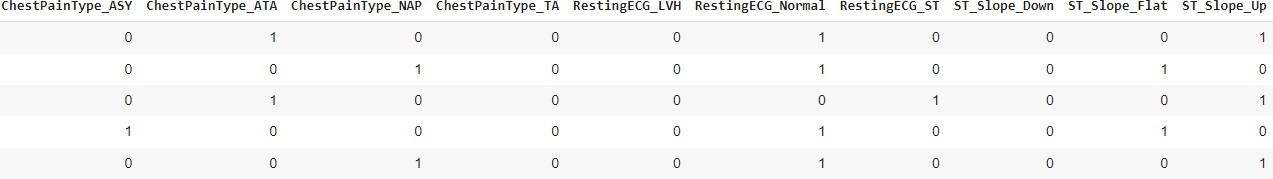 ChestPainType_ASY ChestPainType_ATA ChestPainType_NAP ChestPainType_TA RestingECG_LVH RestingECG_Normal RestingECG_ST ST_Slope_Down ST_Slope_Flat ST_Slope_Up
0 1 0 0 0 1 0 0 0 1
0 0 1 0 0 1 0 0 1 0
0 1 0 0 0 0 1 0 0 1
1 0 0 0 0 1 0 0 1 0
0 0 1 0 0 1 0 0 0 1